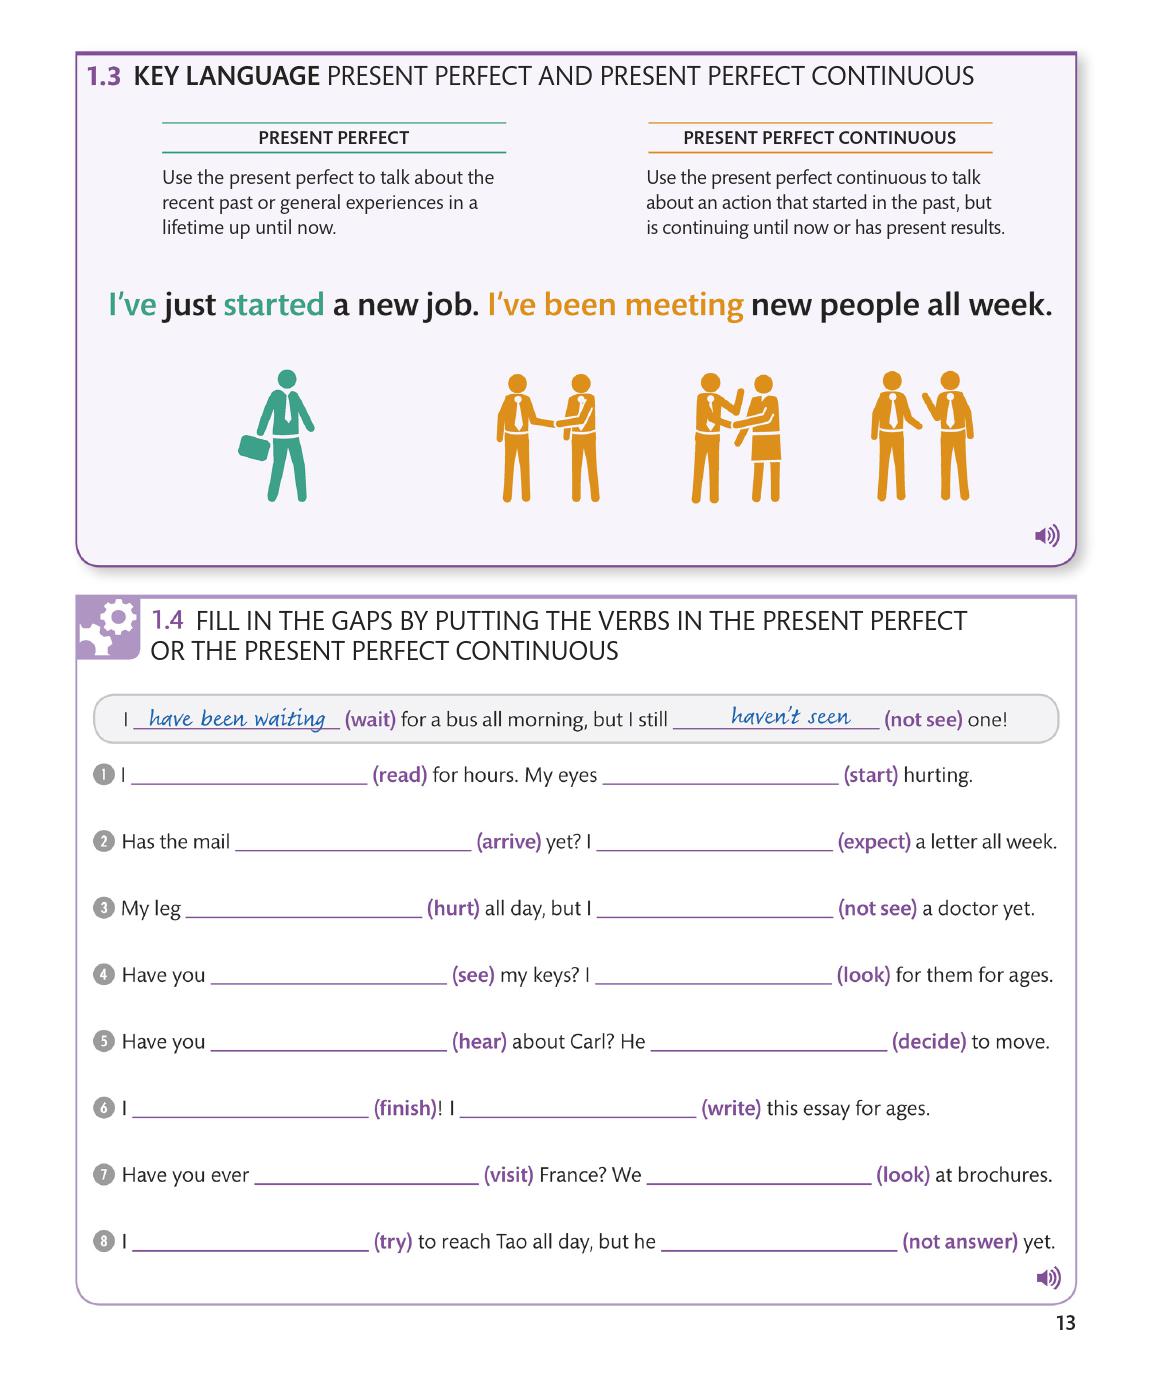 1.3 KEY LANGUAGE PRESENT PERFECT AND PRESENT PERFECT CONTINUOUS
PRESENT PERFECT
Use the present perfect to talk about the
recent past or general experiences in a
lifetime up until now.
PRESENT PERFECT CONTINUOUS
Use the present perfect continuous to talk
about an action that started in the past, but
is continuing until now or has present results.
I've just started a new job. I've been meeting new people all week.
1.4 FILL IN THE GAPS BY PUTTING THE VERBS IN THE PRESENT PERFECT
OR THE PRESENT PERFECT CONTINUOUS
I have been waiting (wait) for a bus all morning, but I still haven't seen (not see) one!
1 I ____________ (read) for hours. My eyes ____________ (start) hurting.
2 Has the mail ____________ (arrive) yet? I ____________ (expect) a letter all week.
3 My leg ____________ (hurt) all day, but I ____________ (not see) a doctor yet.
4 Have you ____________ (see) my keys? I ____________ (look) for them for ages.
5 Have you ____________ (hear) about Carl? He ____________ (decide) to move.
6 I ____________ (finish)! I ____________ (write) this essay for ages.
7 Have you ever ____________ (visit) France? We ____________ (look) at brochures.
8 I ____________ (try) to reach Tao all day, but he ____________ (not answer) yet.
13